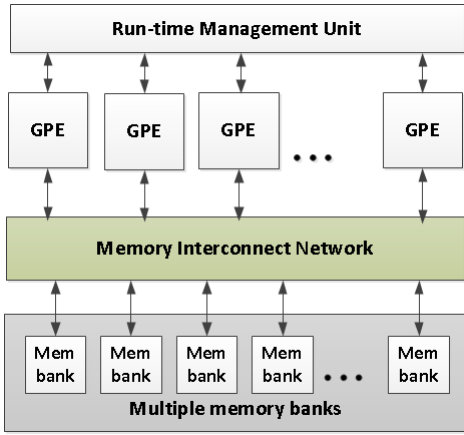 Run-time Management Unit
GPE GPE GPE ... GPE
Memory Interconnect Network
Mem Mem Mem Mem Mem
bank bank bank bank ... bank
Multiple memory banks